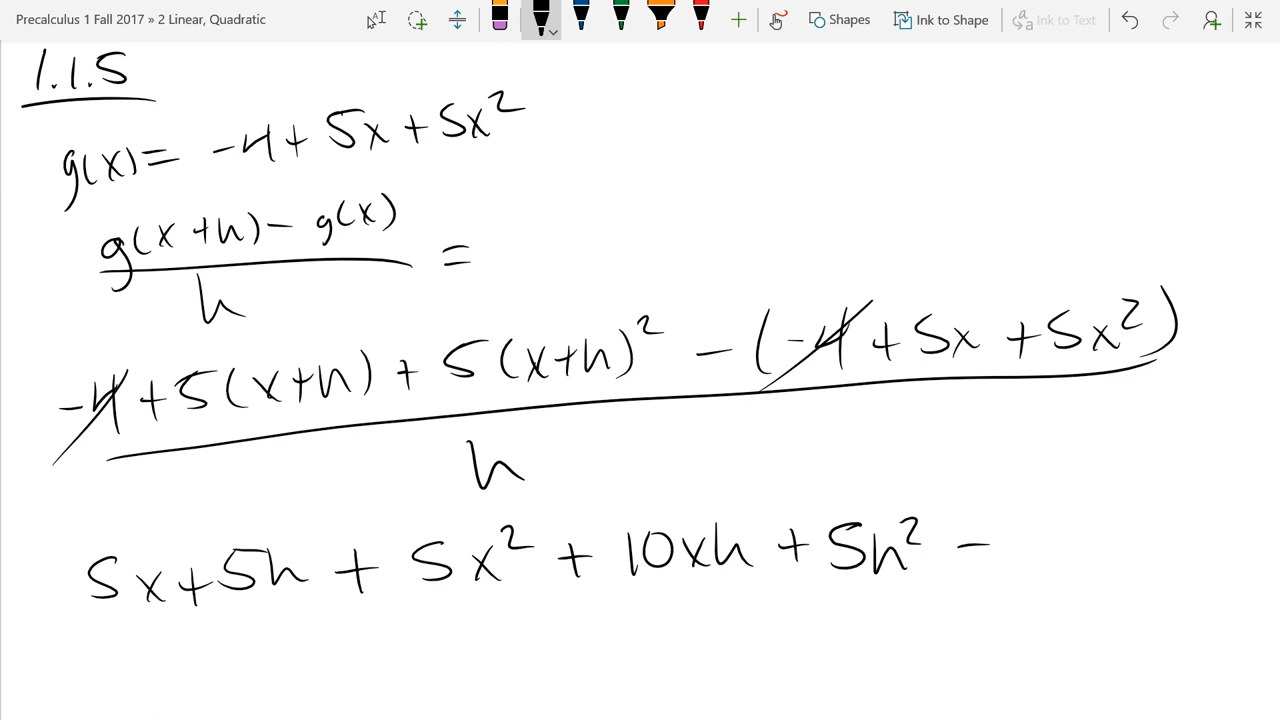 Precalculus 1 Fall 2017 » 2 Linear, Quadratic
Shapes
Ink to Shape
Ink to Text
1.1.5
g(x) = -4 + 5x + 5x²
g(x+h) - g(x)
=
h
-4 + 5(x+h) + 5(x+h)² - (-4 + 5x + 5x²)
h
5x + 5h + 5x² + 10xh + 5h² -